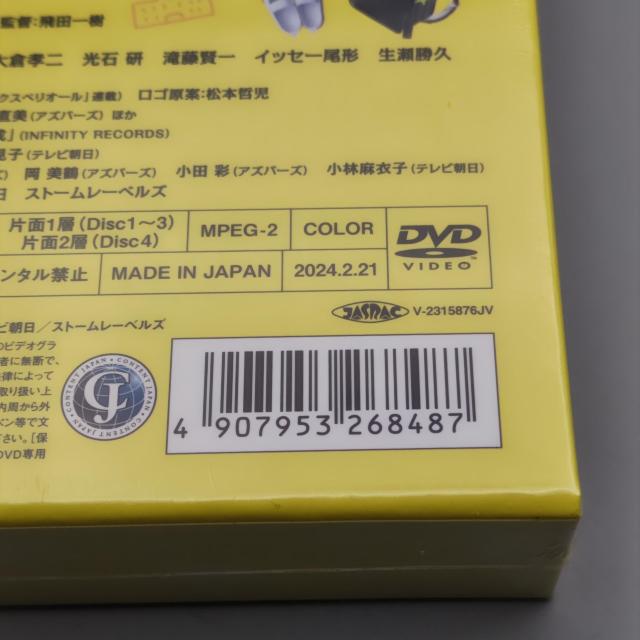 監督:飛田一樹
大倉孝二 光石 研 滝藤賢一 イッセー尾形 生瀬勝久
クスペリオール」連載) ロゴ原案:松本哲児
直美(アズバーズ) ほか
」(INFINITY RECORDS)
子(テレビ朝日)
岡 美鶴(アズバーズ) 小田 彩(アズバーズ) 小林麻衣子(テレビ朝日)
日 ストームレーベルズ
片面1層(Disc1~3)
片面2層(Disc4)
MPEG-2
COLOR
DVD
VIDEO
ンタル禁止
MADE IN JAPAN
2024.2.21
JASRAC
V-2315876JV
ビ朝日/ストームレーベルズ
のビデオグラ
者に無断で、
律によって
取り扱い上
内周から外
ペン等で文
さい。[保
DVD専用
CONTENT JAPAN
CJ
4 907953 268487